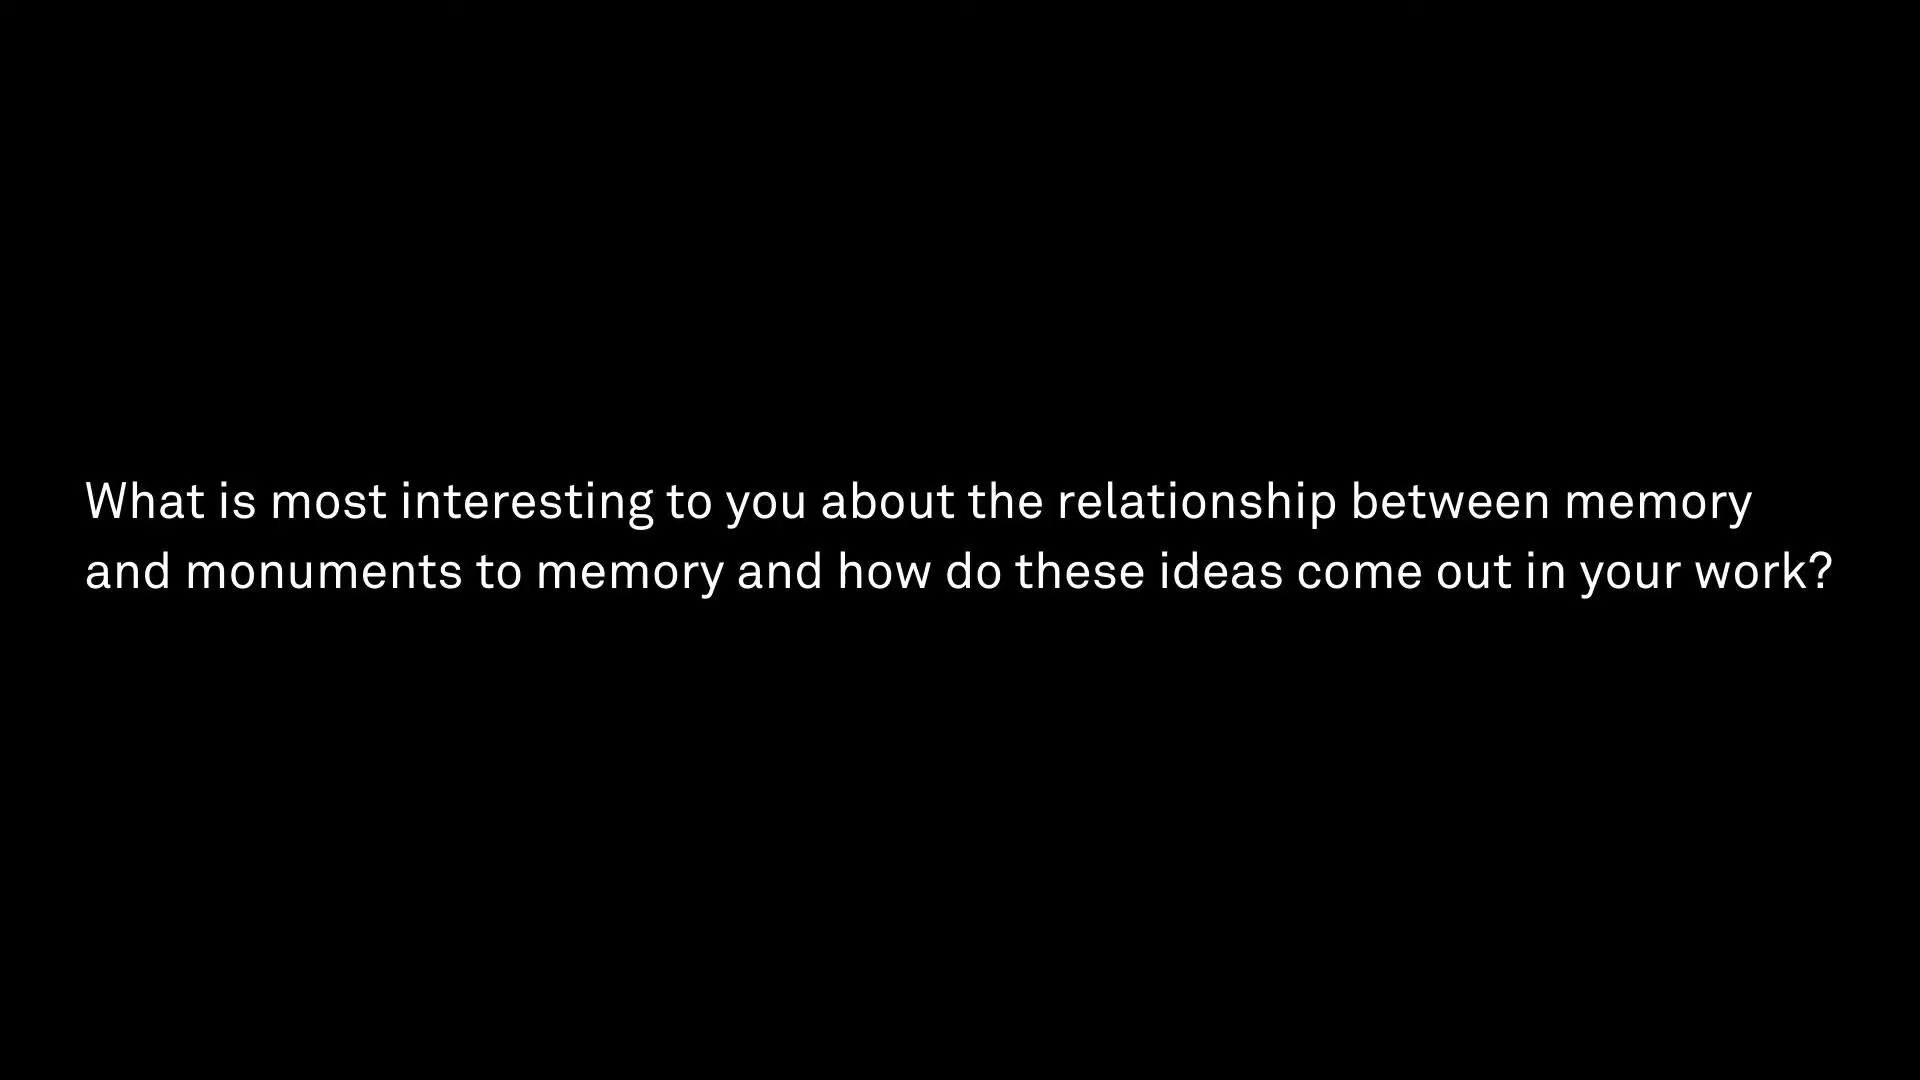 What is most interesting to you about the relationship between memory
and monuments to memory and how do these ideas come out in your work?